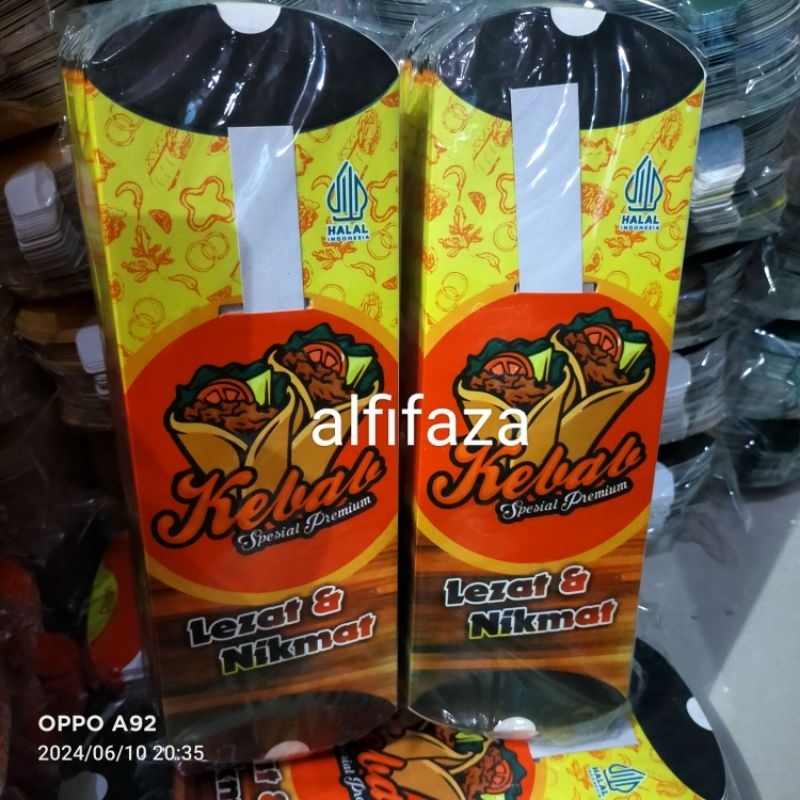 HALAL
INDONESIA
Kebab
Spesial Premium
Lezat &
Nikmat
HALAL
INDONESIA
Kebab
Spesial Premium
Lezat &
Nikmat
alfifaza
HALAL
OPPO A92
2024/06/10 20:35